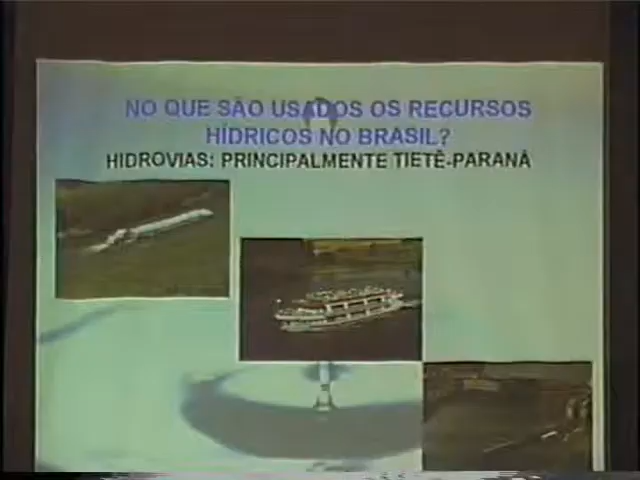 NO QUE SÃO USADOS OS RECURSOS
HÍDRICOS NO BRASIL?
HIDROVIAS: PRINCIPALMENTE TIETÊ-PARANÁ